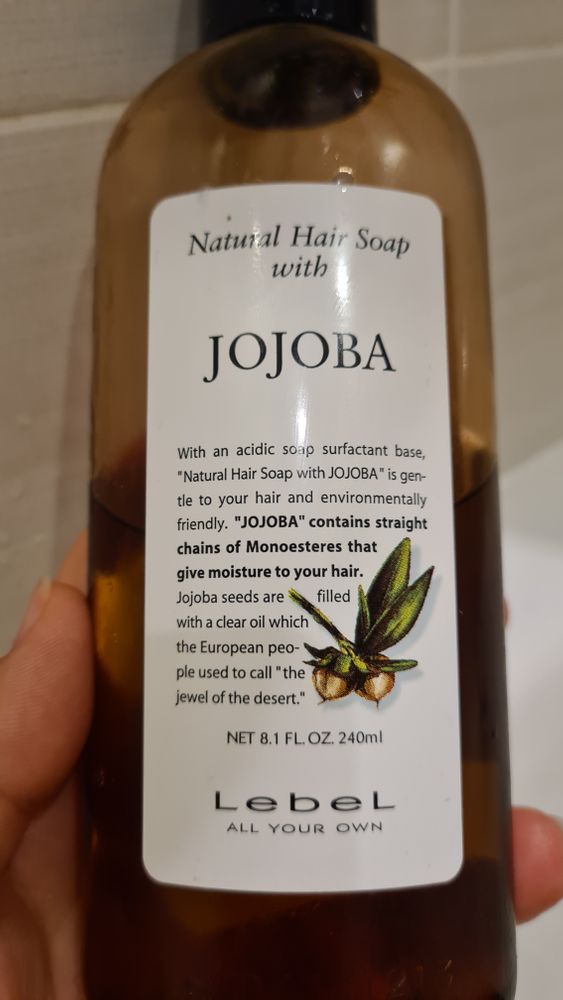 Natural Hair Soap
with
JOJOBA
With an acidic soap surfactant base,
"Natural Hair Soap with JOJOBA" is gen-
tle to your hair and environmentally
friendly. "JOJOBA" contains straight
chains of Monoesteres that
give moisture to your hair.
Jojoba seeds are filled
with a clear oil which
the European peo-
ple used to call "the
jewel of the desert."
NET 8.1 FL.OZ. 240ml
LebeL
ALL YOUR OWN